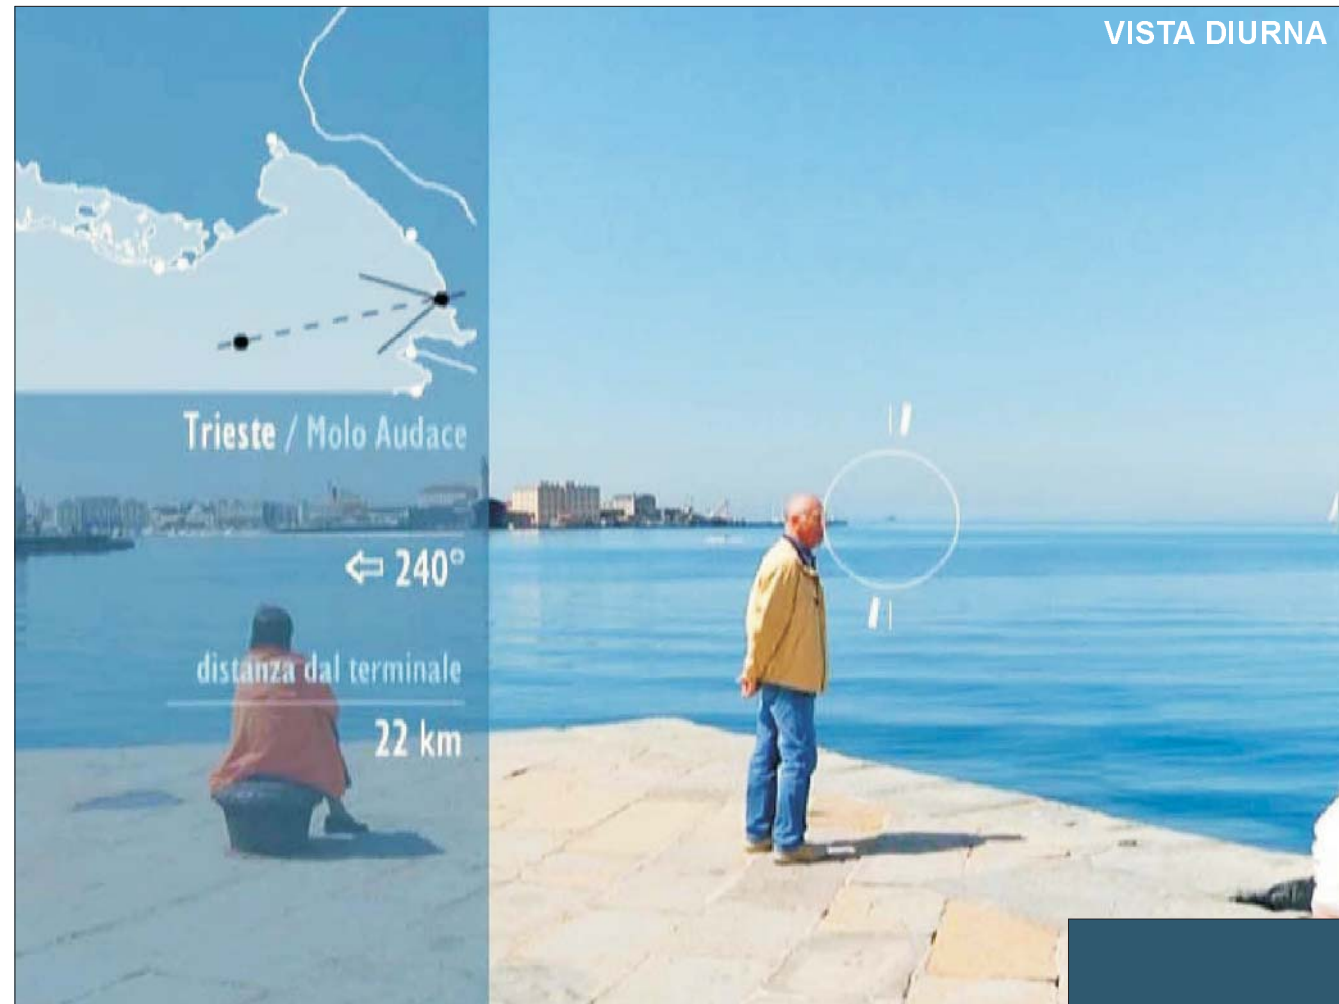 VISTA DIURNA
Trieste / Molo Audace
⇦ 240°
distanza dal terminale
22 km